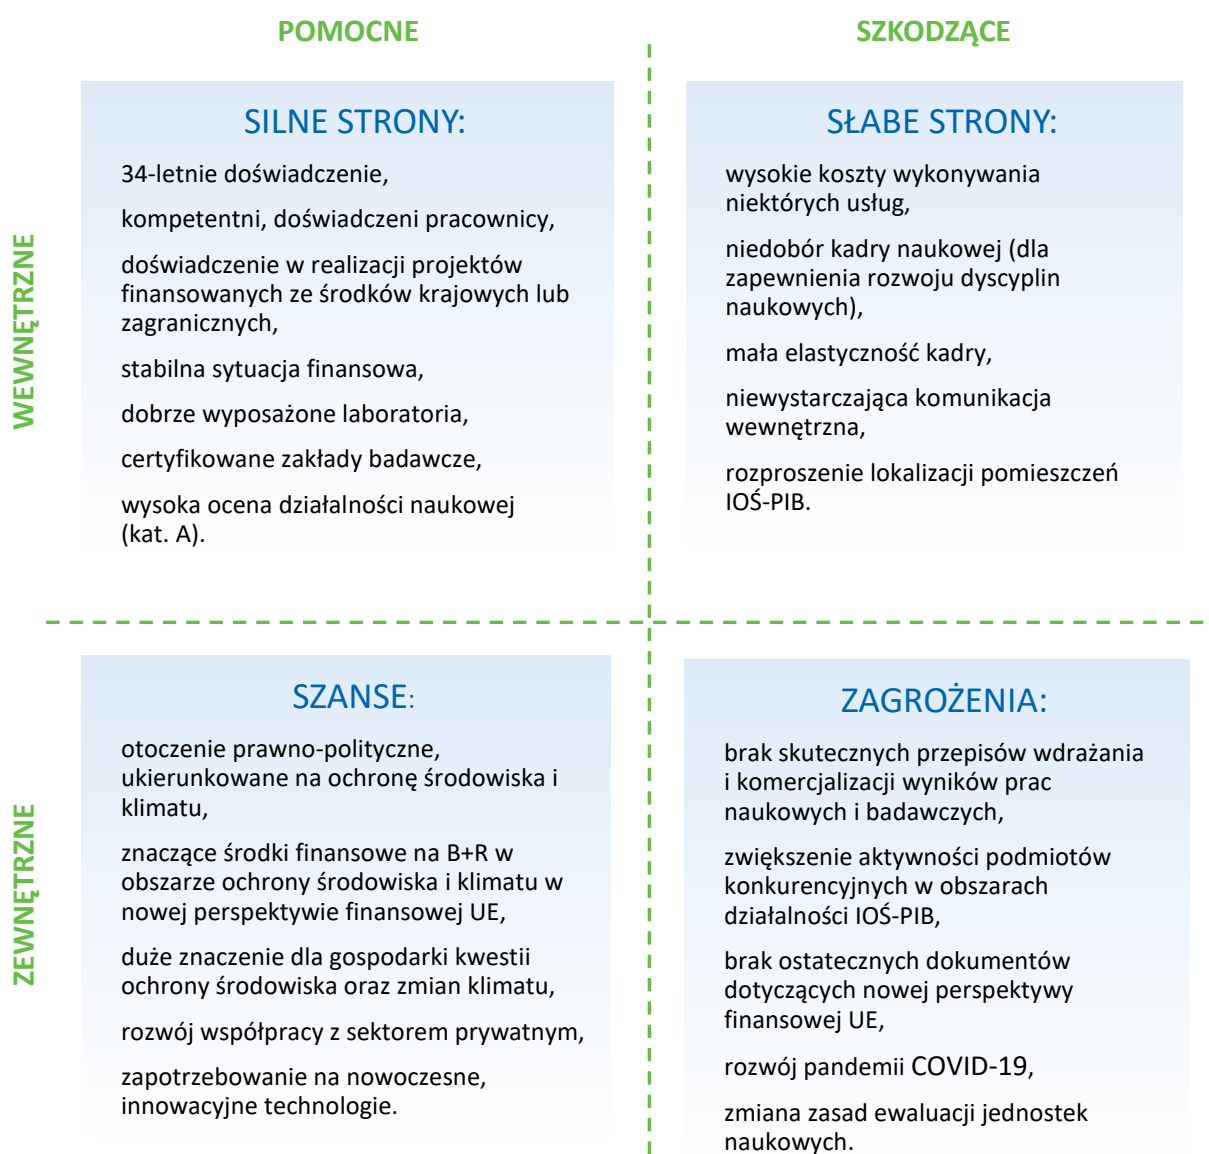 POMOCNE
SZKODZĄCE
WEWNĘTRZNE
SILNE STRONY:
34-letnie doświadczenie,
kompetentni, doświadczeni pracownicy,
doświadczenie w realizacji projektów
finansowanych ze środków krajowych lub
zagranicznych,
stabilna sytuacja finansowa,
dobrze wyposażone laboratoria,
certyfikowane zakłady badawcze,
wysoka ocena działalności naukowej
(kat. A).
SŁABE STRONY:
wysokie koszty wykonywania
niektórych usług,
niedobór kadry naukowej (dla
zapewnienia rozwoju dyscyplin
naukowych),
mała elastyczność kadry,
niewystarczająca komunikacja
wewnętrzna,
rozproszenie lokalizacji pomieszczeń
IOŚ-PIB.
ZEWNĘTRZNE
SZANSE:
otoczenie prawno-polityczne,
ukierunkowane na ochronę środowiska i
klimatu,
znaczące środki finansowe na B+R w
obszarze ochrony środowiska i klimatu w
nowej perspektywie finansowej UE,
duże znaczenie dla gospodarki kwestii
ochrony środowiska oraz zmian klimatu,
rozwój współpracy z sektorem prywatnym,
zapotrzebowanie na nowoczesne,
innowacyjne technologie.
ZAGROŻENIA:
brak skutecznych przepisów wdrażania
i komercjalizacji wyników prac
naukowych i badawczych,
zwiększenie aktywności podmiotów
konkurencyjnych w obszarach
działalności IOŚ-PIB,
brak ostatecznych dokumentów
dotyczących nowej perspektywy
finansowej UE,
rozwój pandemii COVID-19,
zmiana zasad ewaluacji jednostek
naukowych.